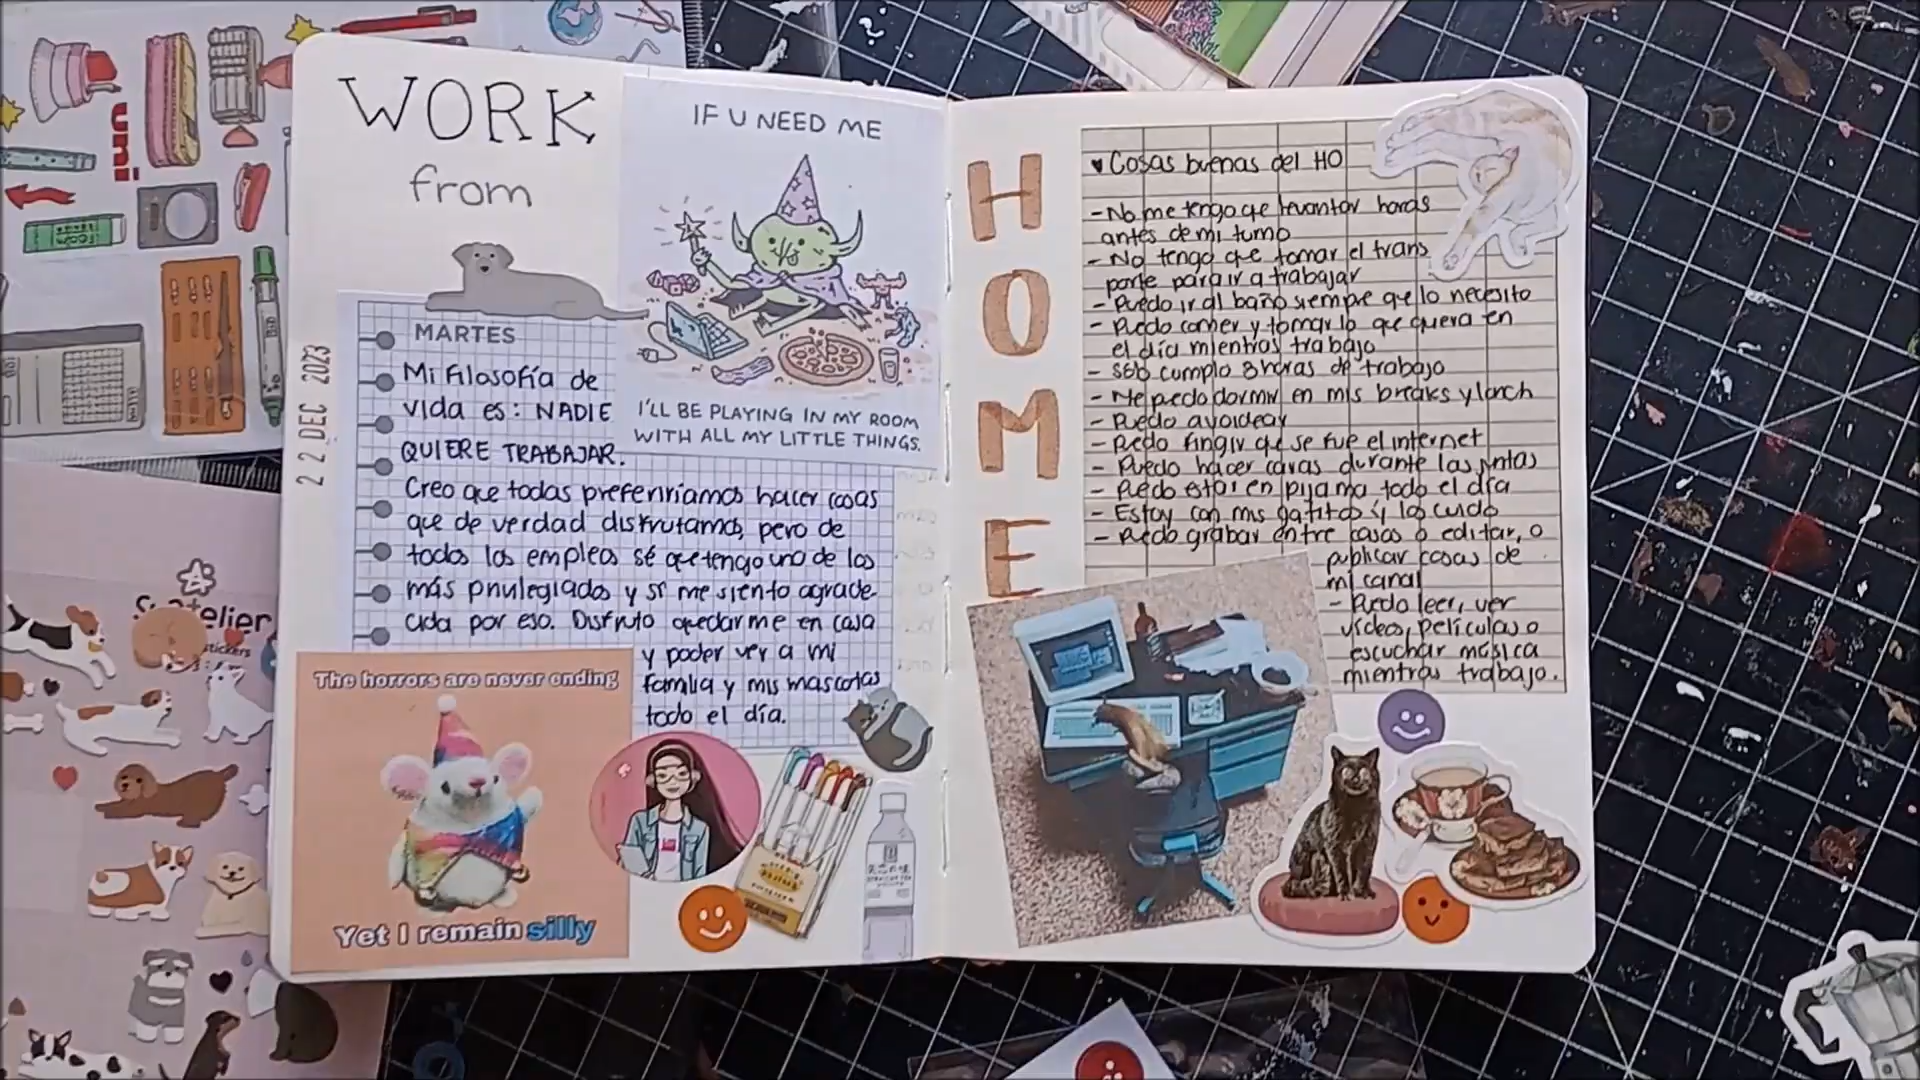 WORK
from
IF U NEED ME
I'LL BE PLAYING IN MY ROOM
WITH ALL MY LITTLE THINGS.
22 DEC 2023
MARTES
Mi Filosofía de
vida es: NADIE
QUIERE TRABAJAR.
Creo que todas preferiríamos hacer cosas
que de verdad disfrutamos, pero de
todos los empleos sé que tengo uno de los
más privilegiados y sí me siento agrade-
cida por eso. Disfruto quedarme en casa
y poder ver a mi
familia y mis mascotas
todo el día.
The horrors are never ending
Yet I remain silly
HOME
♥ Cosas buenas del HO
- No me tengo que levantar horas
antes de mi turno
- No tengo que tomar el trans
porte para ir a trabajar
- Puedo ir al baño siempre que lo necesito
- Puedo comer y tomar lo que quiera en
el día mientras trabajo
- Sólo cumplo 8 horas de trabajo
- Me puedo dormir en mis breaks y lonch
- Puedo
- Puedo fingir que se fue el internet
- Puedo hacer caras durante las juntas
- Puedo estar en pijama todo el día
- Estoy con mis gatitos y los cuido
- Puedo grabar entre casos o editar, o
publicar cosas de
mi canal
- Puedo leer, ver
vídeos, películas o
escuchar música
mientras trabajo.
uni
atelier
stickers